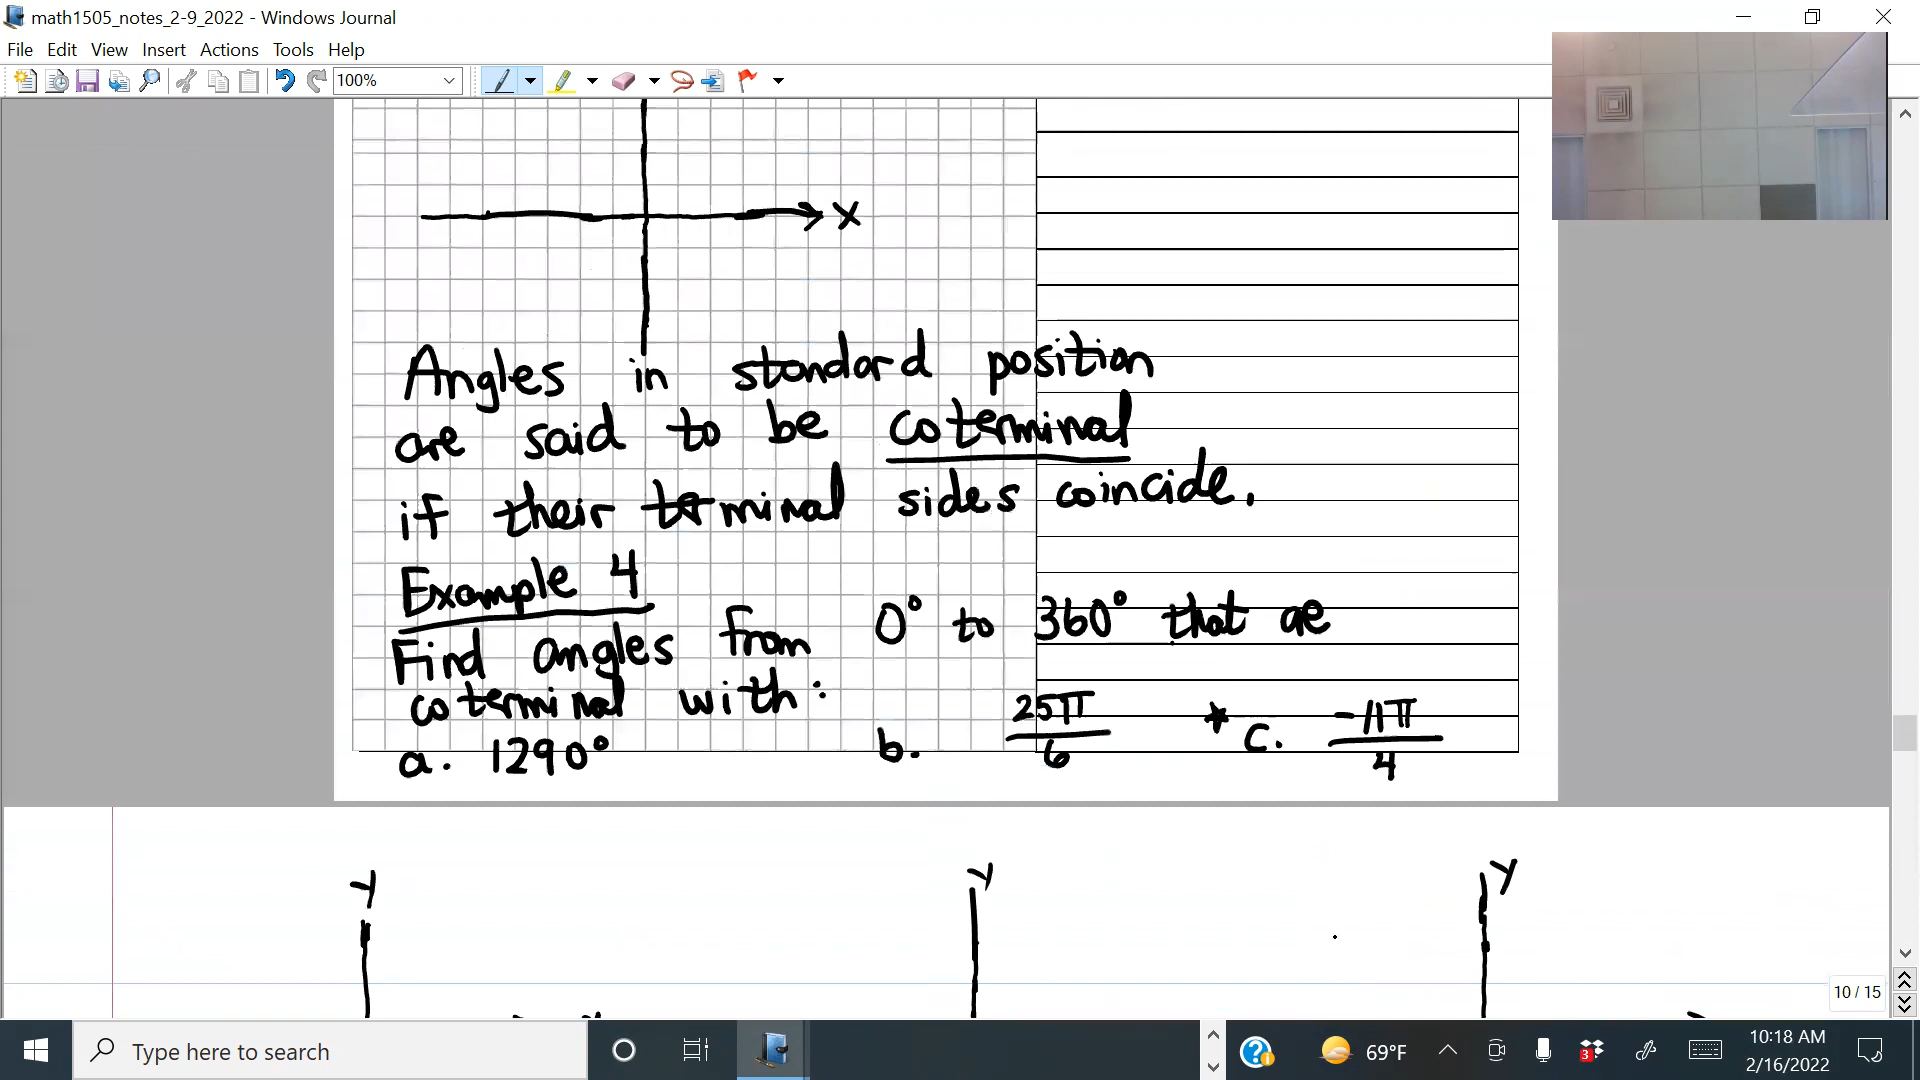 math1505_notes_2-9_2022 - Windows Journal
File Edit View Insert Actions Tools Help
100%
X
Angles in standard position
are said to be coterminal
if their terminal sides coincide.
Example 4
Find angles from 0° to 360° that are
coterminal with:
a. 1290° b. 25π/6 * c. -11π/4
Y Y Y
10 / 15
Type here to search
3
69°F
10:18 AM
2/16/2022